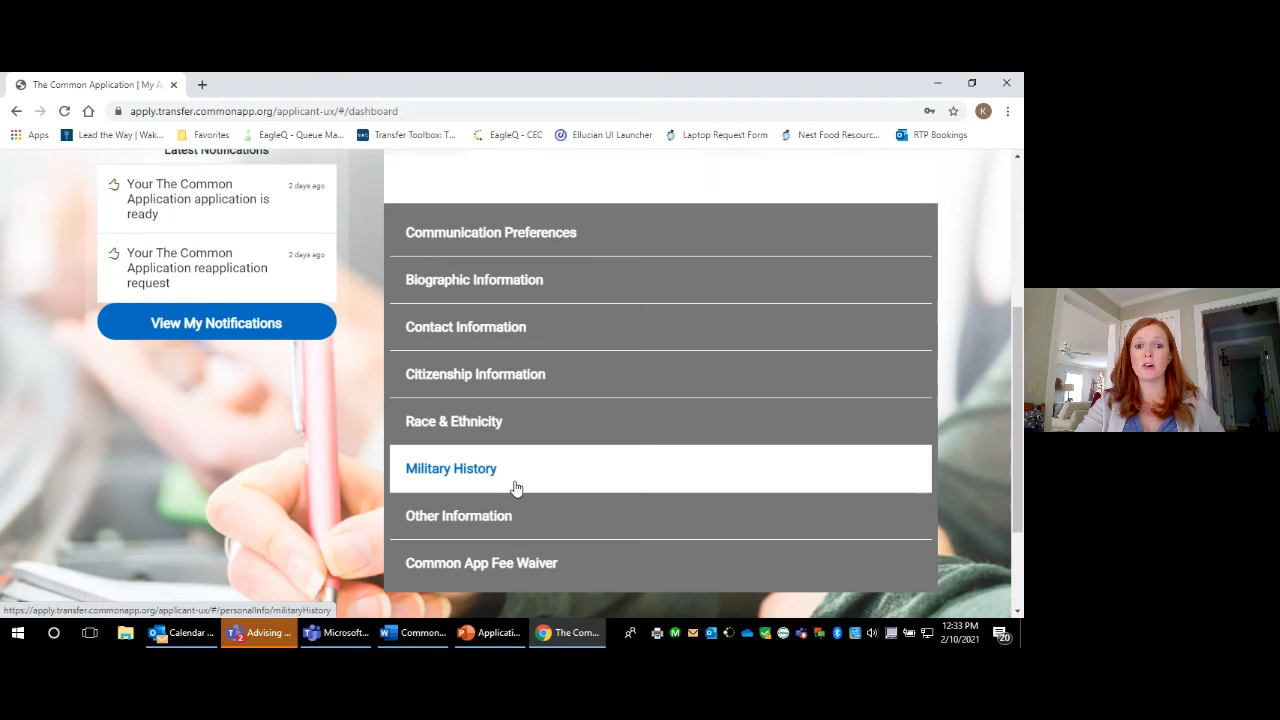 The Common Application | My A
apply.transfer.commonapp.org/applicant-ux/#/dashboard
K
Apps
Lead the Way | Wak...
Favorites
EagleQ - Queue Ma...
Transfer Toolbox: T...
EagleQ - CEC
Ellucian UI Launcher
Laptop Request Form
Nest Food Resourc...
RTP Bookings
Latest Notifications
Your The Common
Application application is
ready
2 days ago
Your The Common
Application reapplication
request
2 days ago
View My Notifications
Communication Preferences
Biographic Information
Contact Information
Citizenship Information
Race & Ethnicity
Military History
Other Information
Common App Fee Waiver
https://apply.transfer.commonapp.org/applicant-ux/#/personalInfo/militaryHistory
Calendar ...
2
Advising ...
Microsoft...
Common...
Applicati...
The Com...
12:33 PM
2/10/2021
20